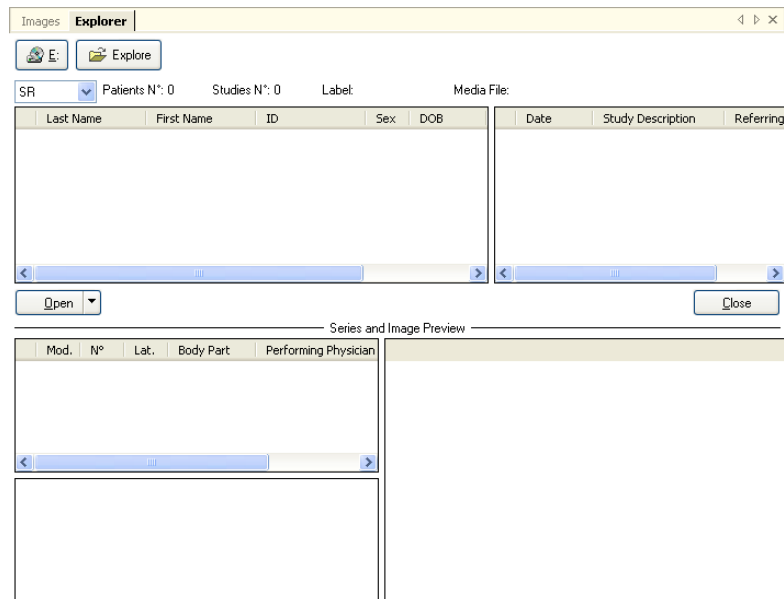 Images Explorer
E: Explore
SR Patients N°: 0 Studies N°: 0 Label: Media File:
Last Name First Name ID Sex DOB Date Study Description Referring
Open Close
Series and Image Preview
Mod. N° Lat. Body Part Performing Physician